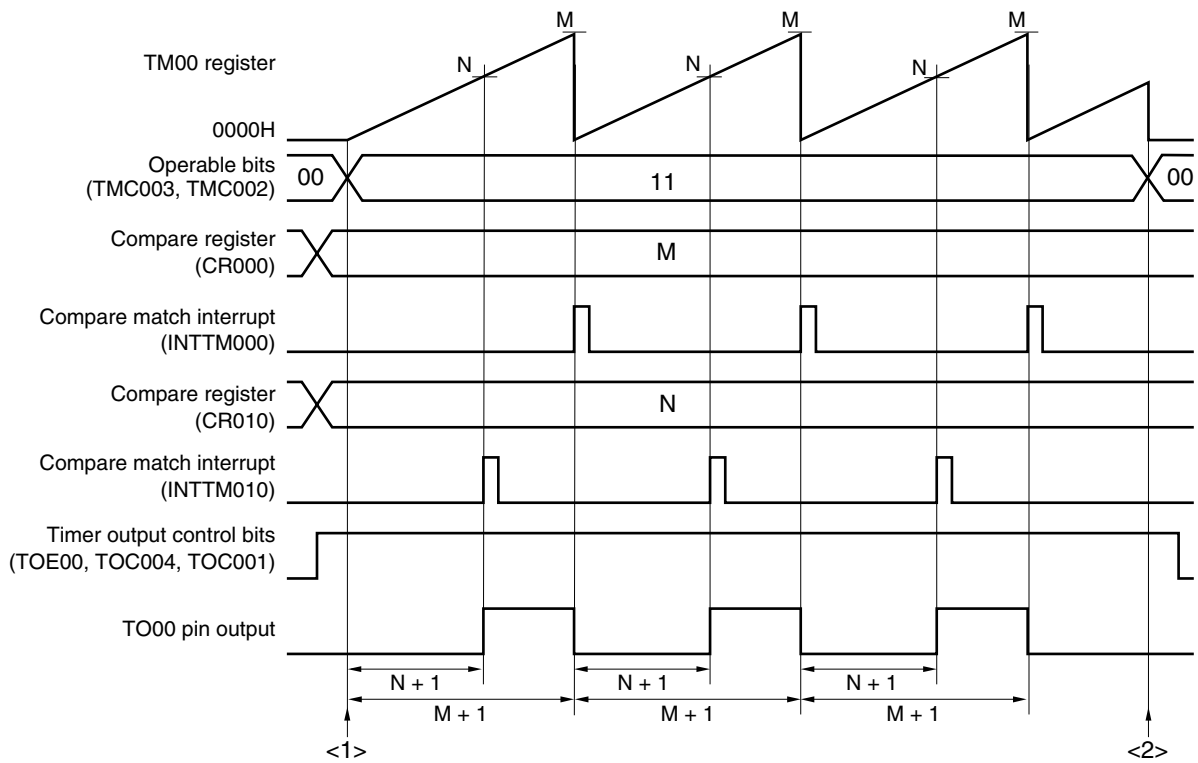 M
M
M
TM00 register
N
N
N
0000H
Operable bits
(TMC003, TMC002)
00
11
00
Compare register
(CR000)
M
Compare match interrupt
(INTTM000)
Compare register
(CR010)
N
Compare match interrupt
(INTTM010)
Timer output control bits
(TOE00, TOC004, TOC001)
TO00 pin output
N + 1
N + 1
N + 1
M + 1
M + 1
M + 1
<1>
<2>